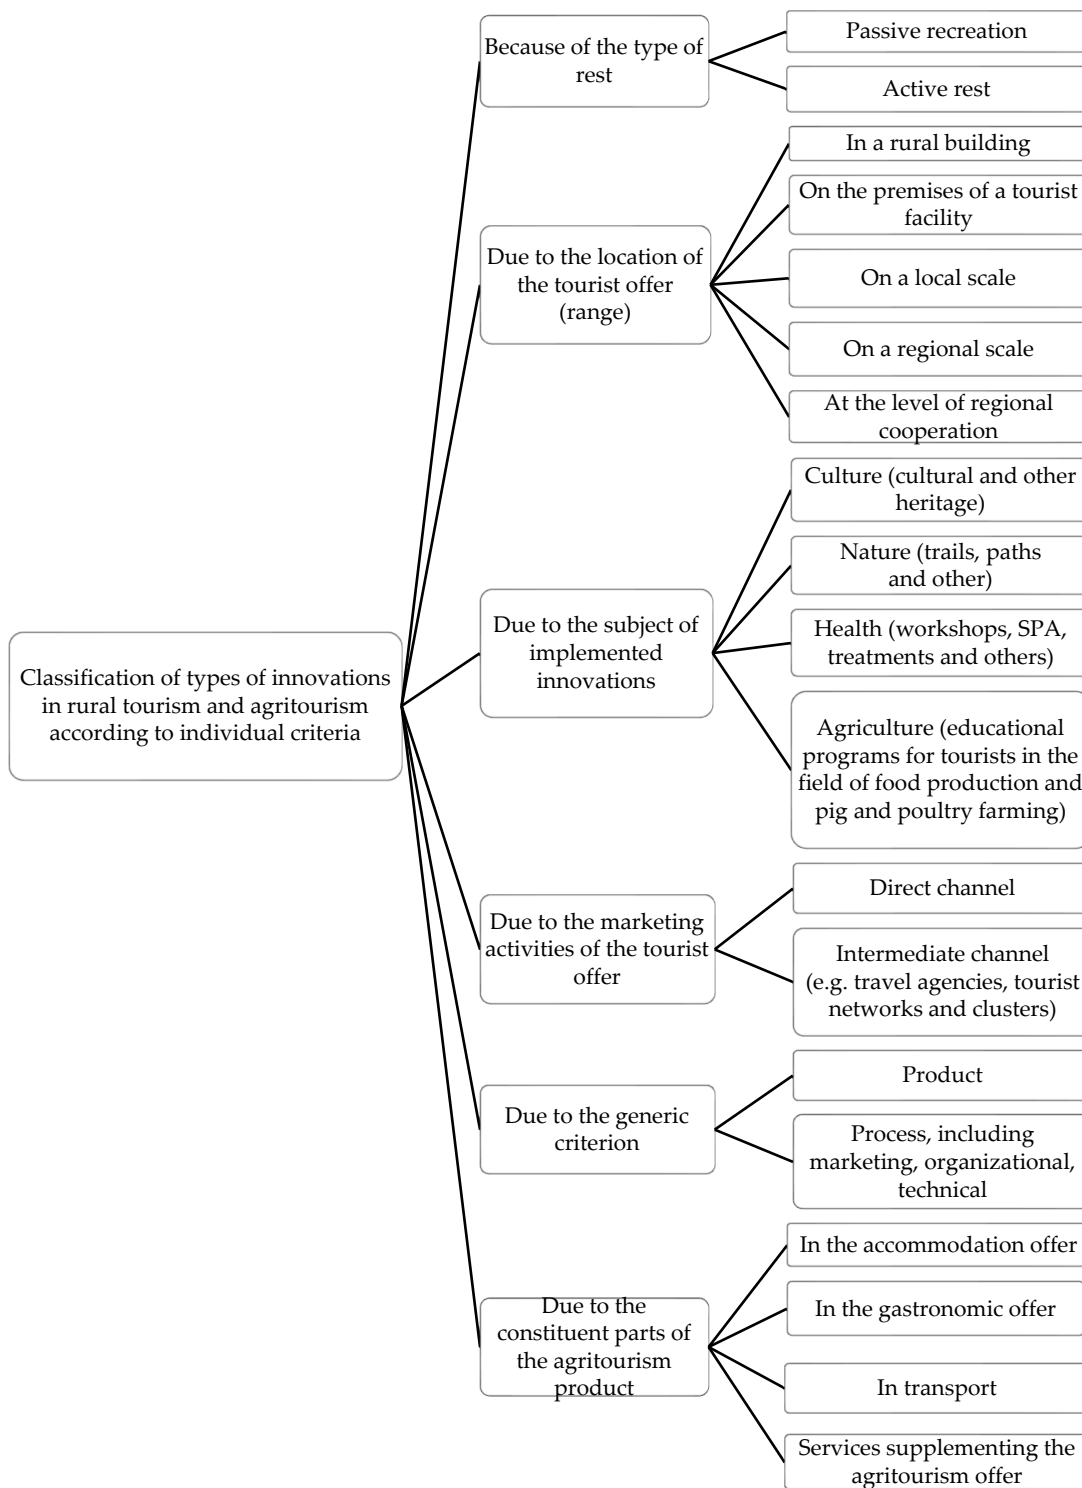 Classification of types of innovations
in rural tourism and agritourism
according to individual criteria
Because of the type of
rest
Passive recreation
Active rest
Due to the location of
the tourist offer
(range)
In a rural building
On the premises of a tourist
facility
On a local scale
On a regional scale
At the level of regional
cooperation
Due to the subject of
implemented
innovations
Culture (cultural and other
heritage)
Nature (trails, paths
and other)
Health (workshops, SPA,
treatments and others)
Agriculture (educational
programs for tourists in the
field of food production and
pig and poultry farming)
Due to the marketing
activities of the tourist
offer
Direct channel
Intermediate channel
(e.g. travel agencies, tourist
networks and clusters)
Due to the generic
criterion
Product
Process, including
marketing, organizational,
technical
Due to the
constituent parts of
the agritourism
product
In the accommodation offer
In the gastronomic offer
In transport
Services supplementing the
agritourism offer